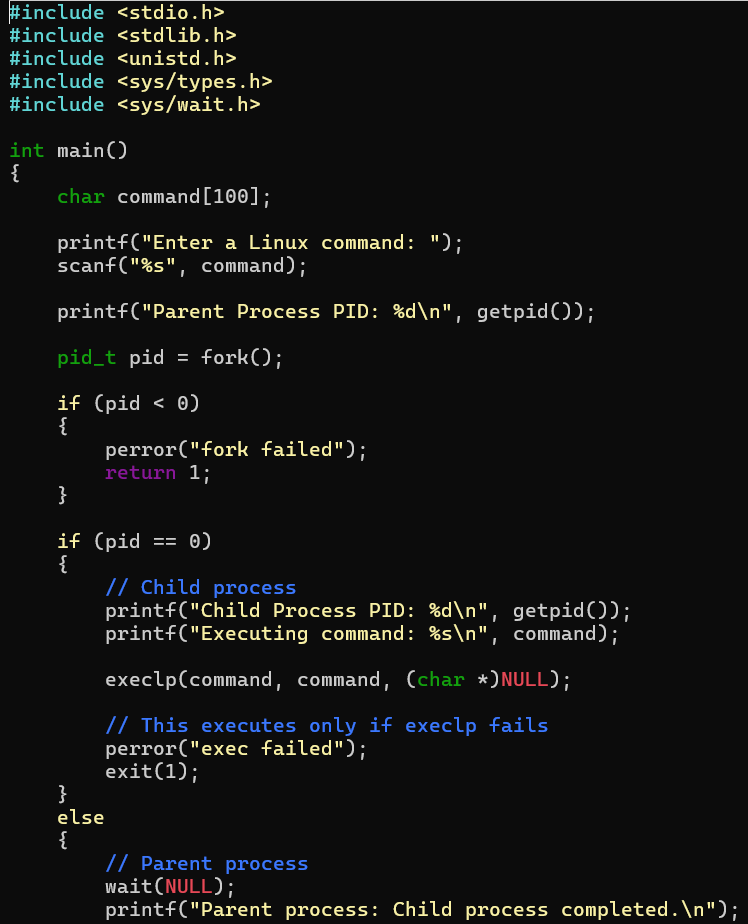 #include <stdio.h>
#include <stdlib.h>
#include <unistd.h>
#include <sys/types.h>
#include <sys/wait.h>

int main()
{
    char command[100];

    printf("Enter a Linux command: ");
    scanf("%s", command);

    printf("Parent Process PID: %d\n", getpid());

    pid_t pid = fork();

    if (pid < 0)
    {
        perror("fork failed");
        return 1;
    }

    if (pid == 0)
    {
        // Child process
        printf("Child Process PID: %d\n", getpid());
        printf("Executing command: %s\n", command);

        execlp(command, command, (char *)NULL);

        // This executes only if execlp fails
        perror("exec failed");
        exit(1);
    }
    else
    {
        // Parent process
        wait(NULL);
        printf("Parent process: Child process completed.\n");